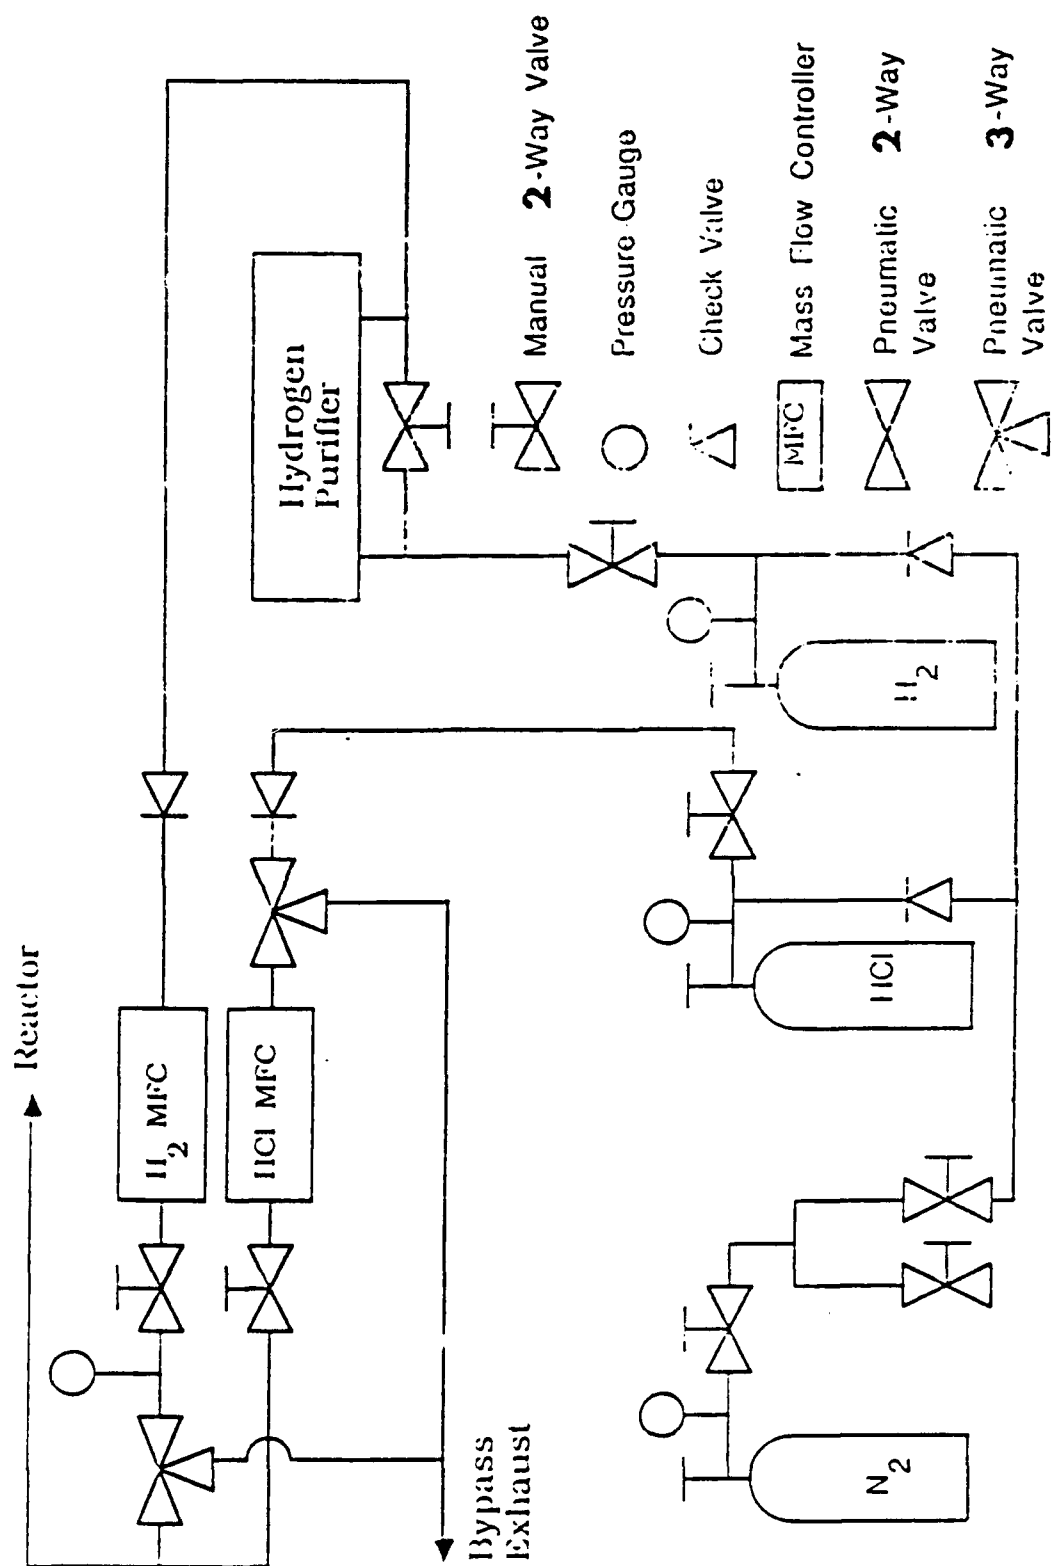 Reactor
H2 MFC
HCl MFC
Bypass
Exhaust
Hydrogen
Purifier
N2
HCl
H2
Manual 2-Way Valve
Pressure Gauge
Check Valve
MFC
Mass Flow Controller
Pneumatic 2-Way
Valve
Pneumatic 3-Way
Valve